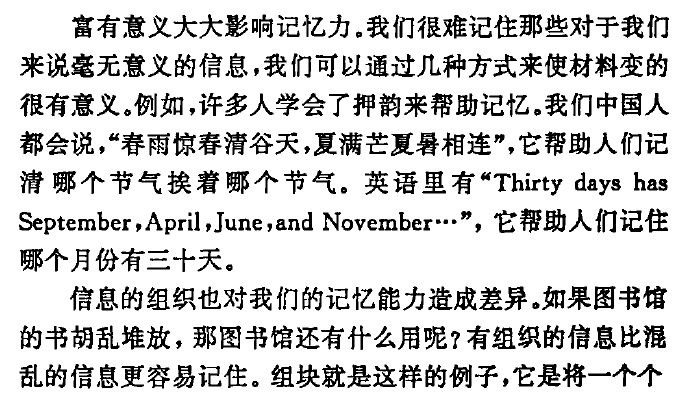 富有意义大大影响记忆力。我们很难记住那些对于我们
来说毫无意义的信息，我们可以通过几种方式来使材料变的
很有意义。例如，许多人学会了押韵来帮助记忆。我们中国人
都会说，“春雨惊春清谷天，夏满芒夏暑相连”，它帮助人们记
清哪个节气挨着哪个节气。英语里有“Thirty days has
September，April，June，and November…”，它帮助人们记住
哪个月份有三十天。
信息的组织也对我们的记忆能力造成差异。如果图书馆
的书胡乱堆放，那图书馆还有什么用呢？有组织的信息比混
乱的信息更容易记住。组块就是这样的例子，它是将一个个